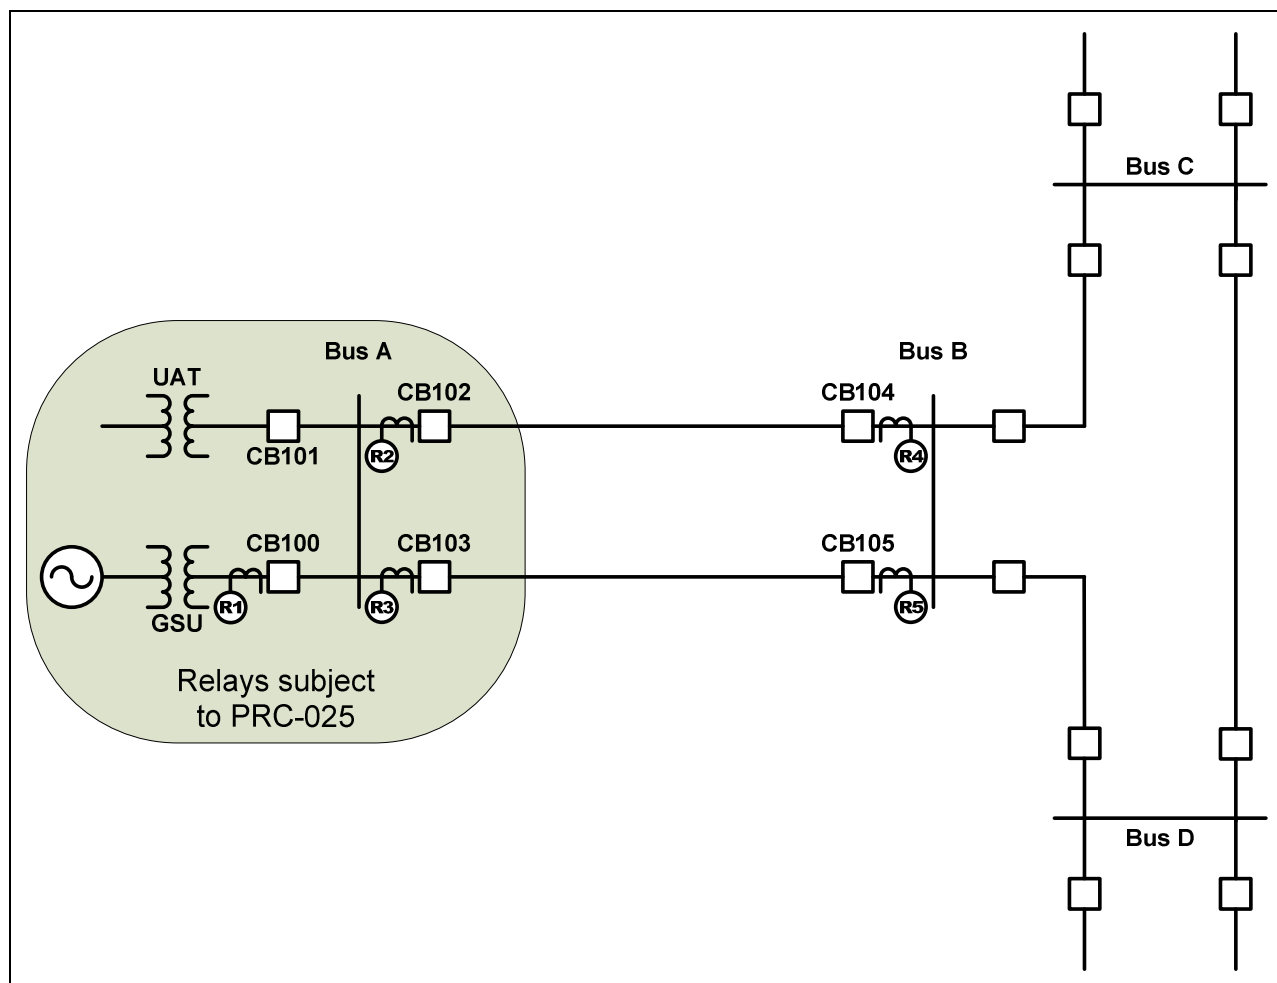 Bus C
Bus A
Bus B
UAT
CB102
CB104
CB101
R2
R4
CB100
CB103
CB105
R1
R3
R5
GSU
Relays subject
to PRC-025
Bus D